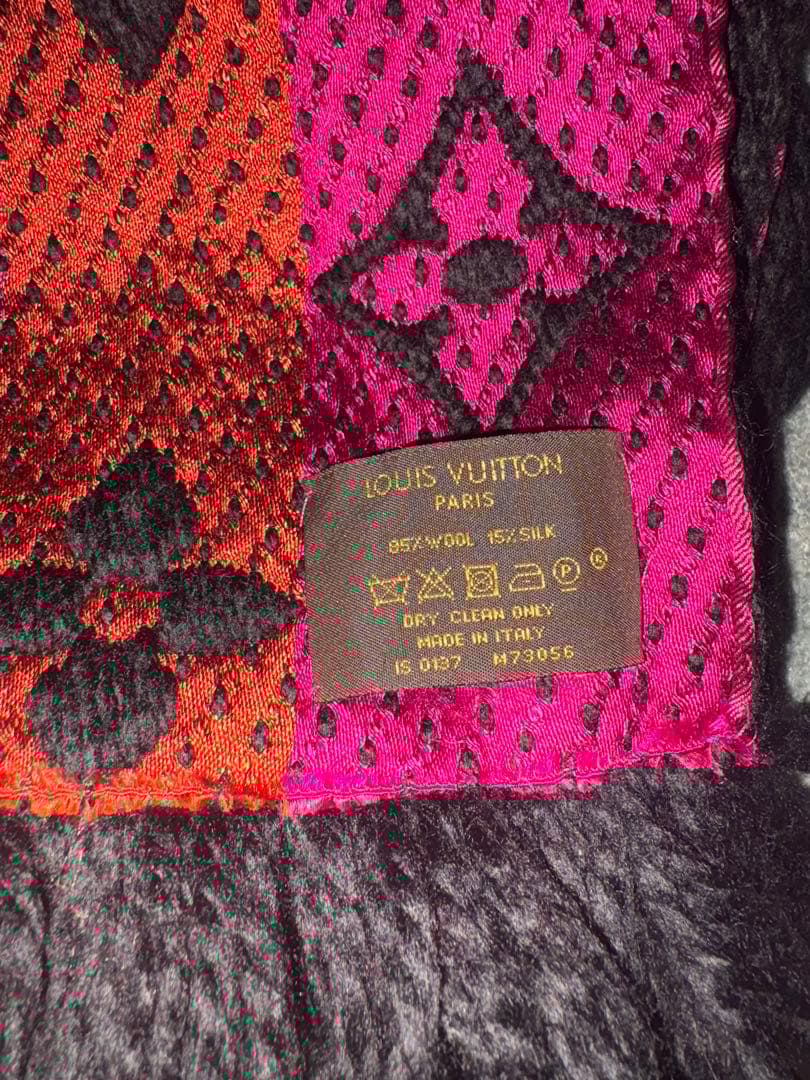 LOUIS VUITTON
PARIS
85% WOOL 15% SILK
P ®
DRY CLEAN ONLY
MADE IN ITALY
IS 0137 M73056